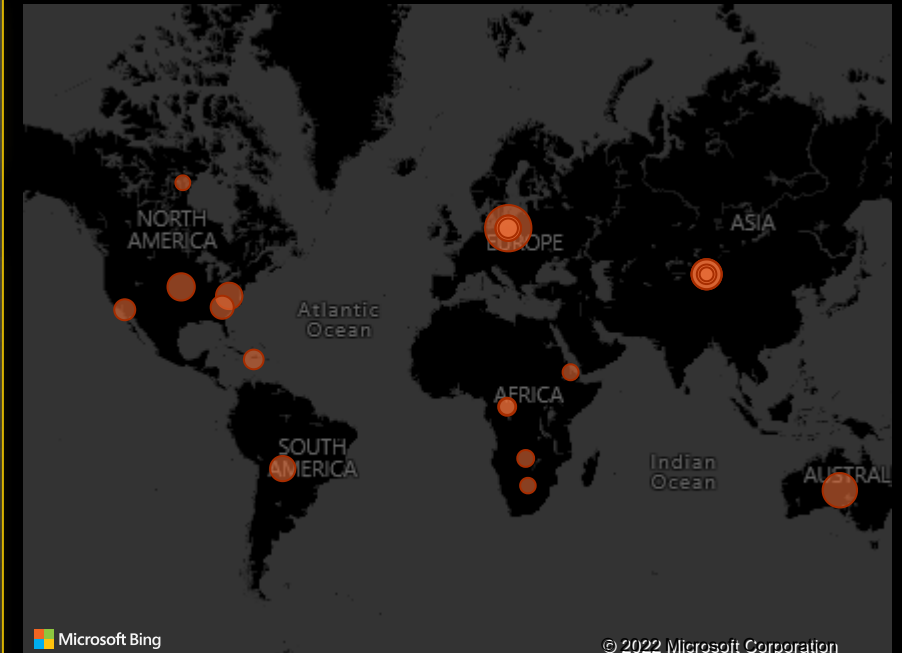 NORTH
AMERICA
EUROPE
ASIA
Atlantic
Ocean
AFRICA
SOUTH
AMERICA
Indian
Ocean
AUSTRAL
Microsoft Bing
© 2022 Microsoft Corporation